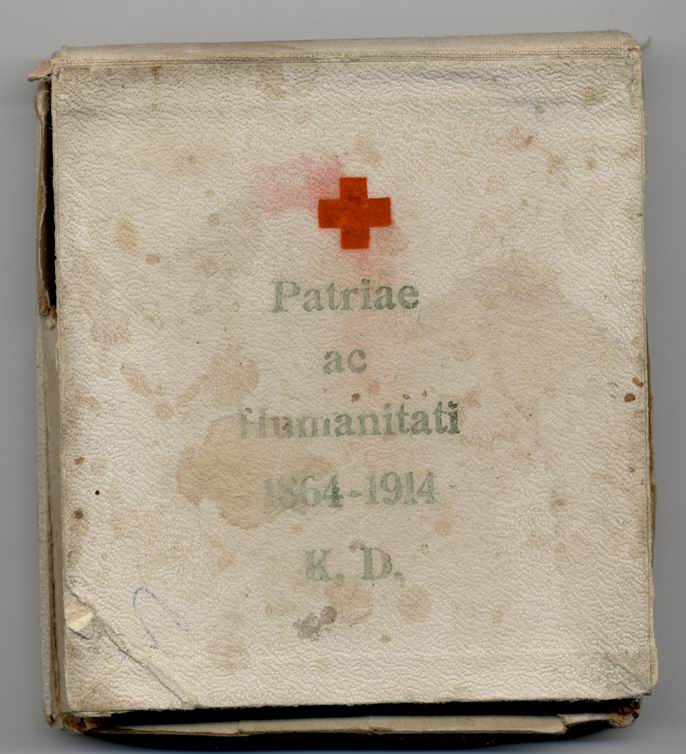 Patriae
ac
Humanitati
1864-1914
K. D.